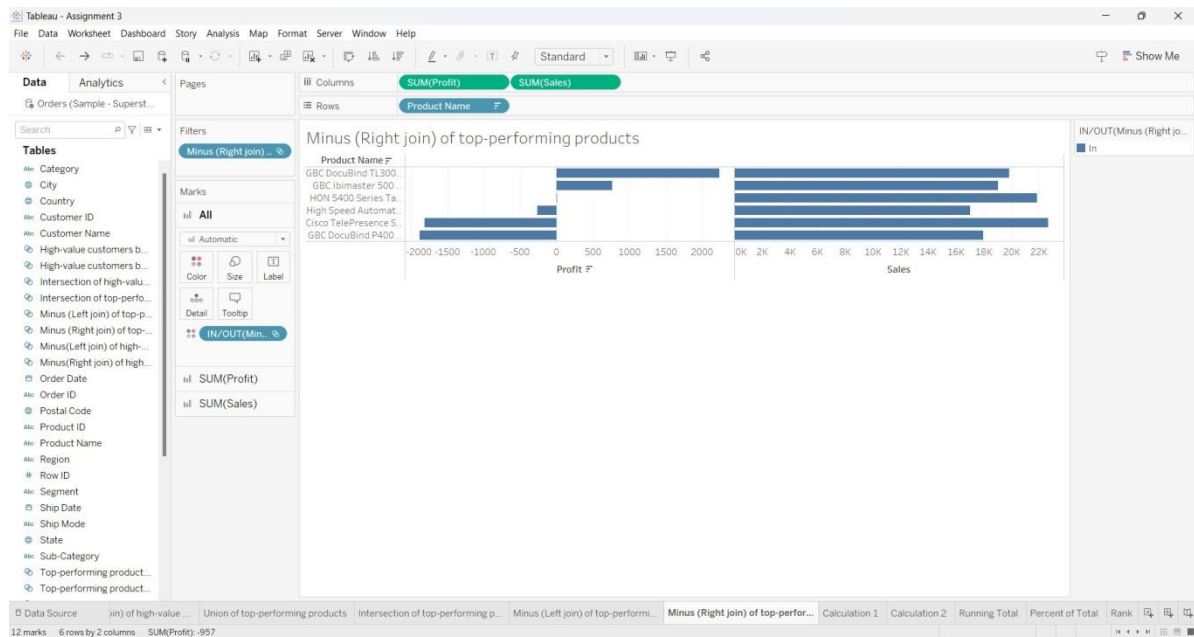 Tableau - Assignment 3
File Data Worksheet Dashboard Story Analysis Map Format Server Window Help
Standard
Show Me
Data Analytics
Orders (Sample - Superst...
Search
Tables
Abc Category
City
Country
Abc Customer ID
Abc Customer Name
High-value customers b...
High-value customers b...
Intersection of high-valu...
Intersection of top-perfo...
Minus (Left join) of top-p...
Minus (Right join) of top-...
Minus(Left join) of high-...
Minus(Right join) of high...
Order Date
Abc Order ID
Postal Code
Abc Product ID
Abc Product Name
Abc Region
# Row ID
Abc Segment
Ship Date
Abc Ship Mode
State
Abc Sub-Category
Top-performing product...
Top-performing product...
Pages
Filters
Minus (Right join) ..
Marks
All
Automatic
Color Size Label
Detail Tooltip
IN/OUT(Min..
SUM(Profit)
SUM(Sales)
Columns SUM(Profit) SUM(Sales)
Rows Product Name
Minus (Right join) of top-performing products
Product Name
GBC DocuBind TL300..
GBC Ibimaster 500 ..
HON 5400 Series Ta..
High Speed Automat..
Cisco TelePresence S..
GBC DocuBind P400 ..
-2000 -1500 -1000 -500 0 500 1000 1500 2000
Profit
0K 2K 4K 6K 8K 10K 12K 14K 16K 18K 20K 22K
Sales
IN/OUT(Minus (Right jo...
In
Data Source
in) of high-value ... Union of top-performing products Intersection of top-performing p... Minus (Left join) of top-performi... Minus (Right join) of top-perfor... Calculation 1 Calculation 2 Running Total Percent of Total Rank
12 marks 6 rows by 2 columns SUM(Profit): -957